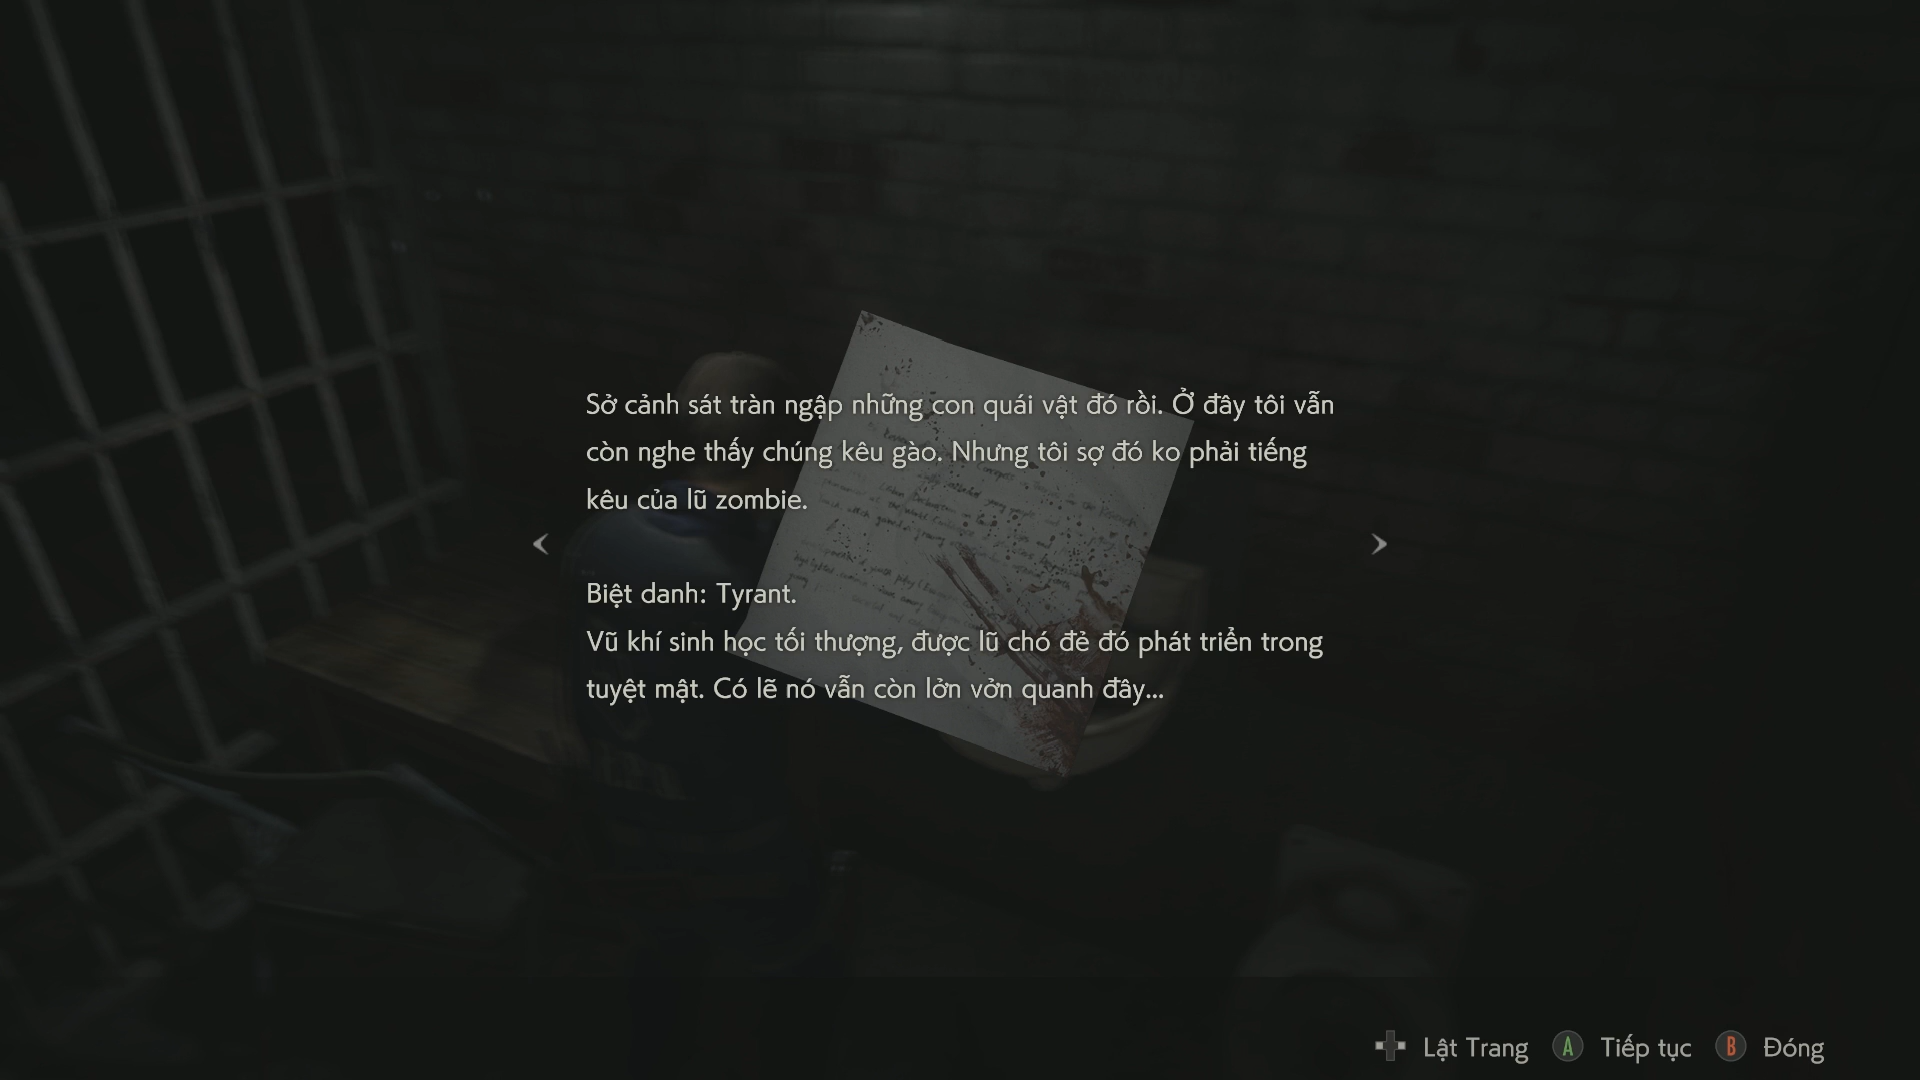 Sở cảnh sát tràn ngập những con quái vật đó rồi. Ở đây tôi vẫn
còn nghe thấy chúng kêu gào. Nhưng tôi sợ đó ko phải tiếng
kêu của lũ zombie.
Biệt danh: Tyrant.
Vũ khí sinh học tối thượng, được lũ chó đẻ đó phát triển trong
tuyệt mật. Có lẽ nó vẫn còn lởn vởn quanh đây...
Lật Trang A Tiếp tục B Đóng